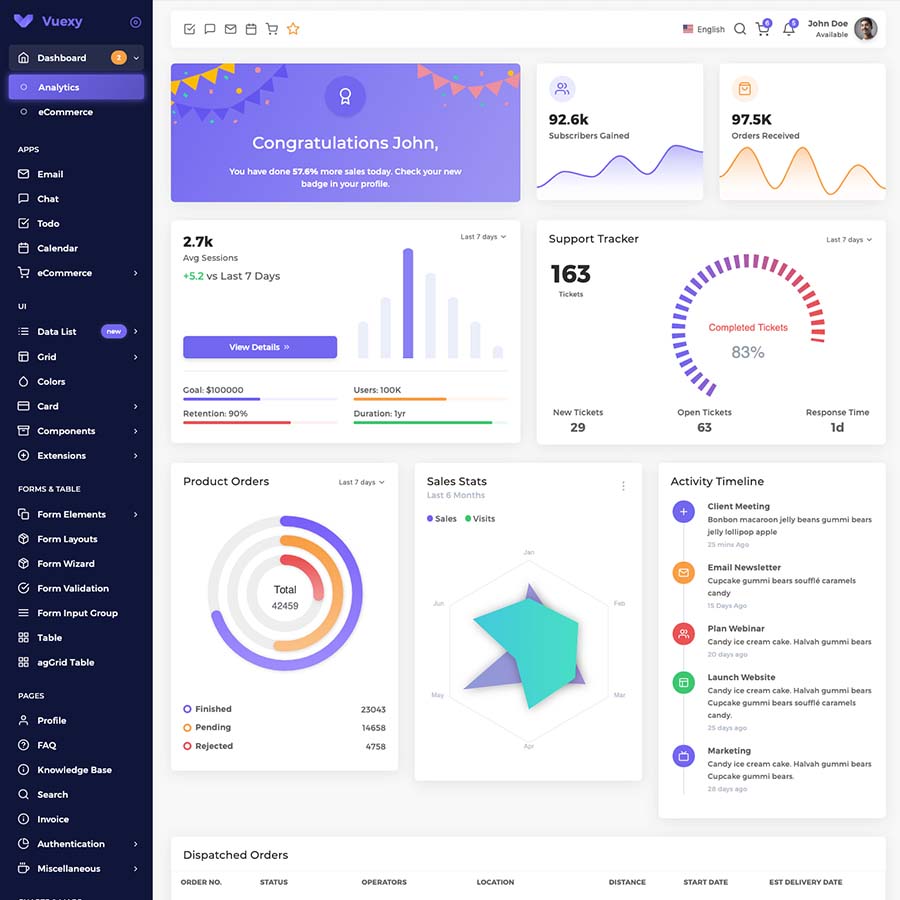 Vuexy
Dashboard 2
Analytics
eCommerce
APPS
Email
Chat
Todo
Calendar
eCommerce
UI
Data List new
Grid
Colors
Card
Components
Extensions
FORMS & TABLE
Form Elements
Form Layouts
Form Wizard
Form Validation
Form Input Group
Table
agGrid Table
PAGES
Profile
FAQ
Knowledge Base
Search
Invoice
Authentication
Miscellaneous
English
6
5
John Doe
Available
Congratulations John,
You have done 57.6% more sales today. Check your new
badge in your profile.
92.6k
Subscribers Gained
97.5K
Orders Received
2.7k
Avg Sessions
+5.2 vs Last 7 Days
Last 7 days
View Details »
Goal: $100000
Users: 100K
Retention: 90%
Duration: 1yr
Support Tracker
Last 7 days
163
Tickets
Completed Tickets
83%
New Tickets
29
Open Tickets
63
Response Time
1d
Product Orders
Last 7 days
Total
42459
Finished 23043
Pending 14658
Rejected 4758
Sales Stats
Last 6 Months
Sales Visits
Jan
Feb
Mar
Apr
May
Jun
Activity Timeline
Client Meeting
Bonbon macaroon jelly beans gummi bears
jelly lollipop apple
25 mins Ago
Email Newsletter
Cupcake gummi bears soufflé caramels
candy
15 Days Ago
Plan Webinar
Candy ice cream cake. Halvah gummi bears
20 days ago
Launch Website
Candy ice cream cake. Halvah gummi bears
Cupcake gummi bears soufflé caramels
candy.
25 days ago
Marketing
Candy ice cream cake. Halvah gummi bears
Cupcake gummi bears.
28 days ago
Dispatched Orders
ORDER NO. STATUS OPERATORS LOCATION DISTANCE START DATE EST DELIVERY DATE